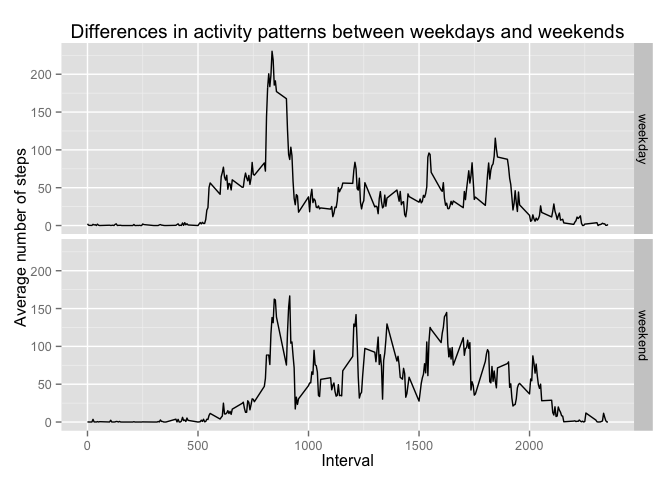 Differences in activity patterns between weekdays and weekends
Average number of steps
200
150
100
50
0
weekday
200
150
100
50
0
weekend
0 500 1000 1500 2000
Interval